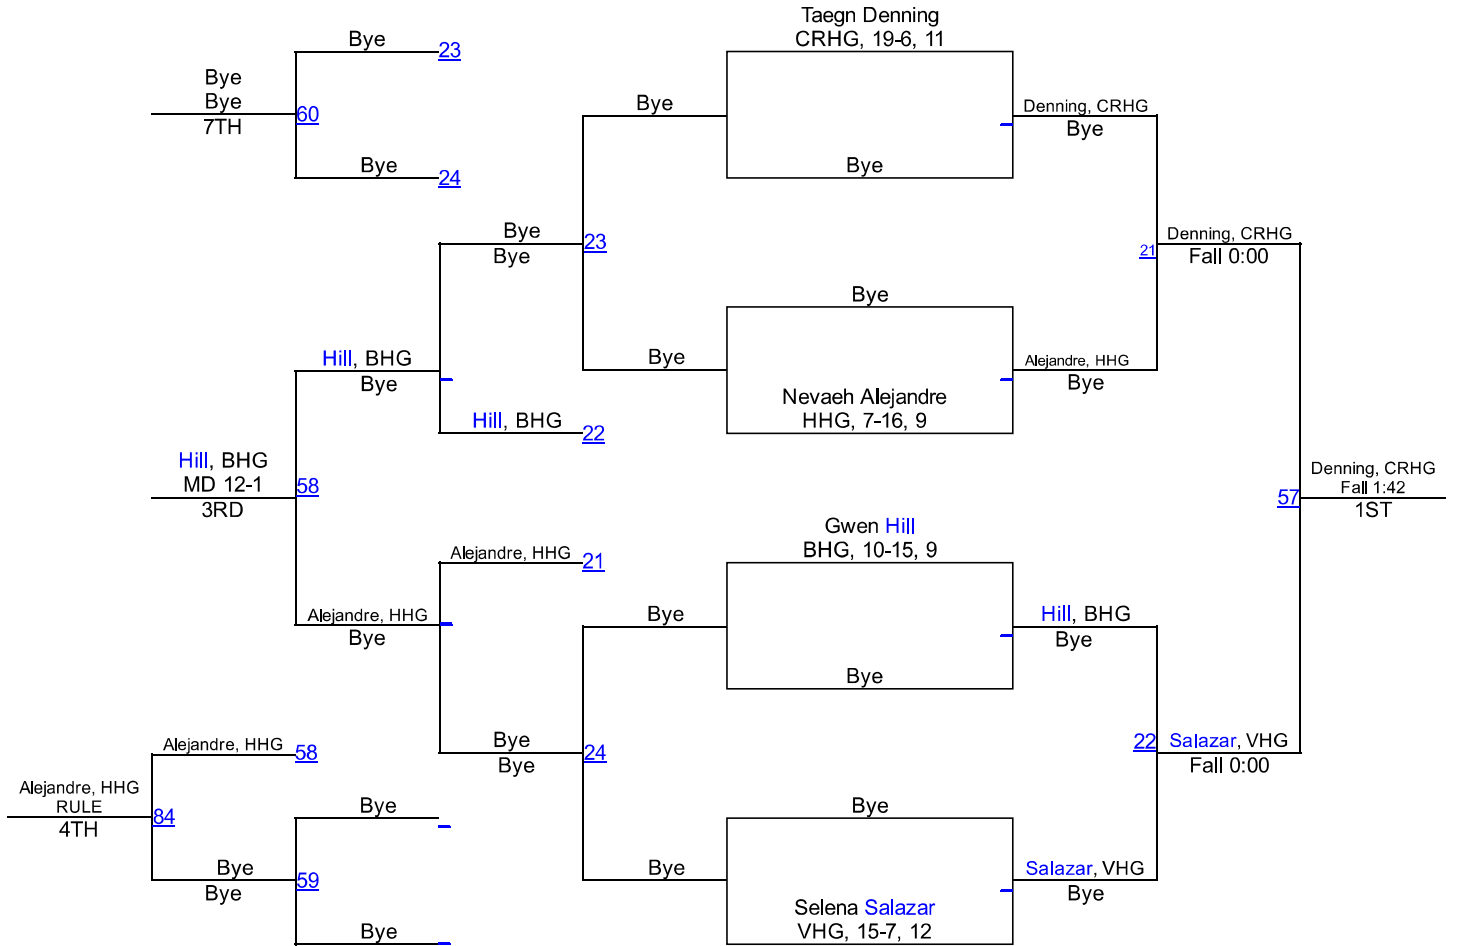 Taegn Denning
CRHG, 19-6, 11
Bye
23
Bye
Bye
7TH
60
Bye
24
Bye
Denning, CRHG
Bye
Bye
Bye
Bye
23
Denning, CRHG
Fall 0:00
21
Bye
Bye
Alejandre, HHG
Bye
Nevaeh Alejandre
HHG, 7-16, 9
Hill, BHG
Bye
Hill, BHG
22
Hill, BHG
MD 12-1
3RD
58
Denning, CRHG
Fall 1:42
1ST
57
Gwen Hill
BHG, 10-15, 9
Alejandre, HHG
21
Alejandre, HHG
Bye
Bye
Hill, BHG
Bye
Bye
Bye
Bye
24
22
Salazar, VHG
Fall 0:00
Alejandre, HHG
58
Alejandre, HHG
RULE
4TH
84
Bye
Bye
Bye
Bye
59
Bye
Salazar, VHG
Bye
Selena Salazar
VHG, 15-7, 12
Bye